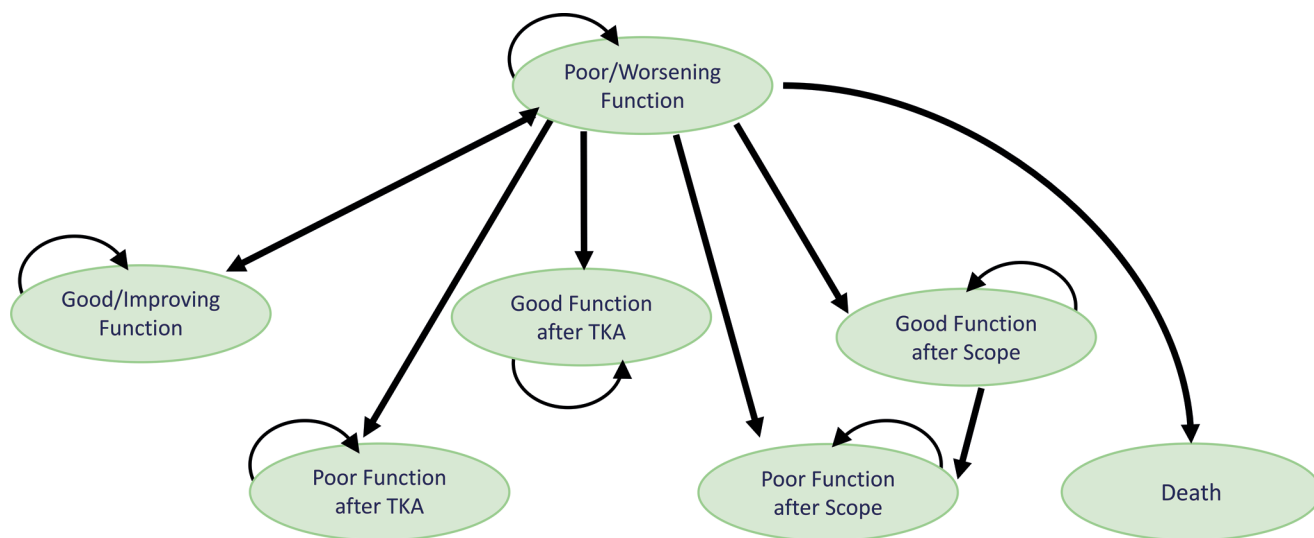 Poor/Worsening
Function
Good/Improving
Function
Good Function
after TKA
Good Function
after Scope
Poor Function
after TKA
Poor Function
after Scope
Death